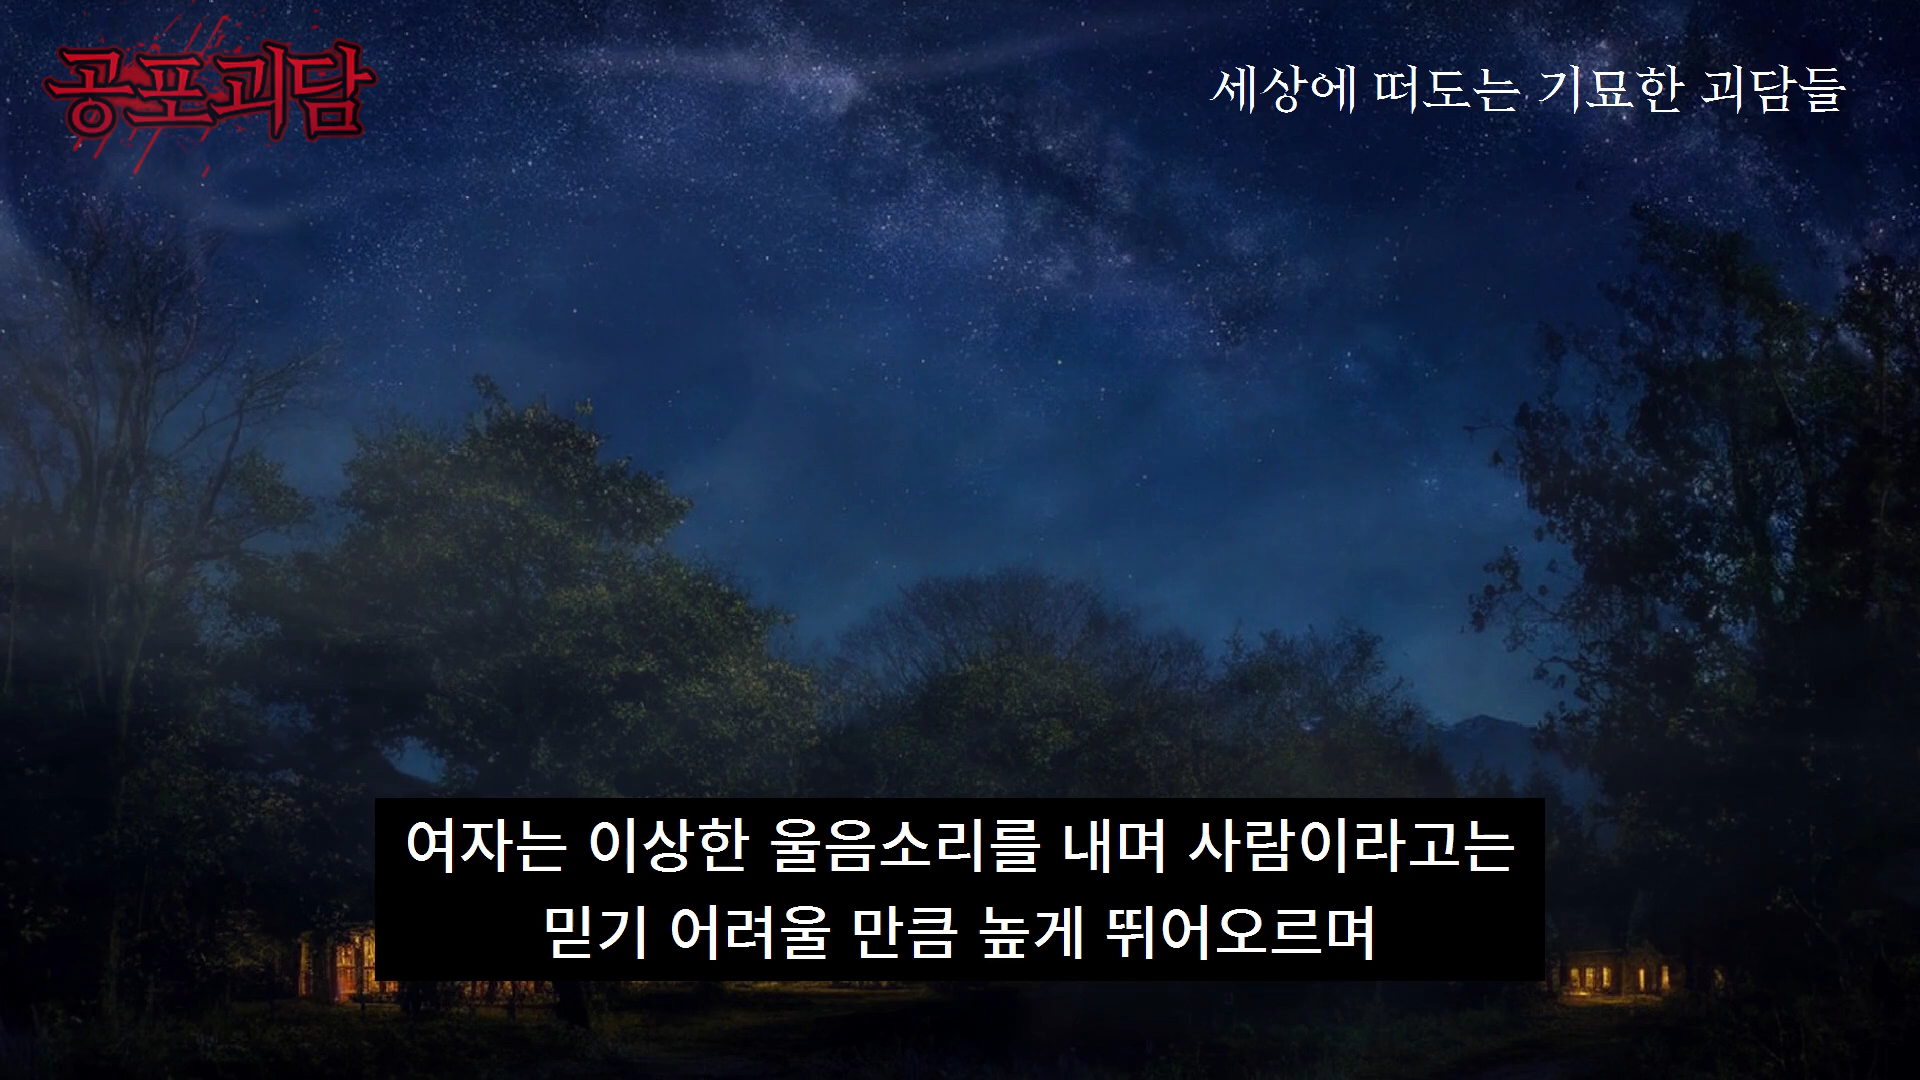 공포괴담
세상에 떠도는 기묘한 괴담들
여자는 이상한 울음소리를 내며 사람이라고는
믿기 어려울 만큼 높게 뛰어오르며